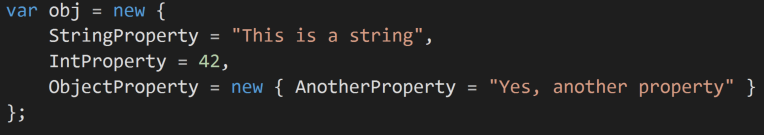 var obj = new {
    StringProperty = "This is a string",
    IntProperty = 42,
    ObjectProperty = new { AnotherProperty = "Yes, another property" }
};